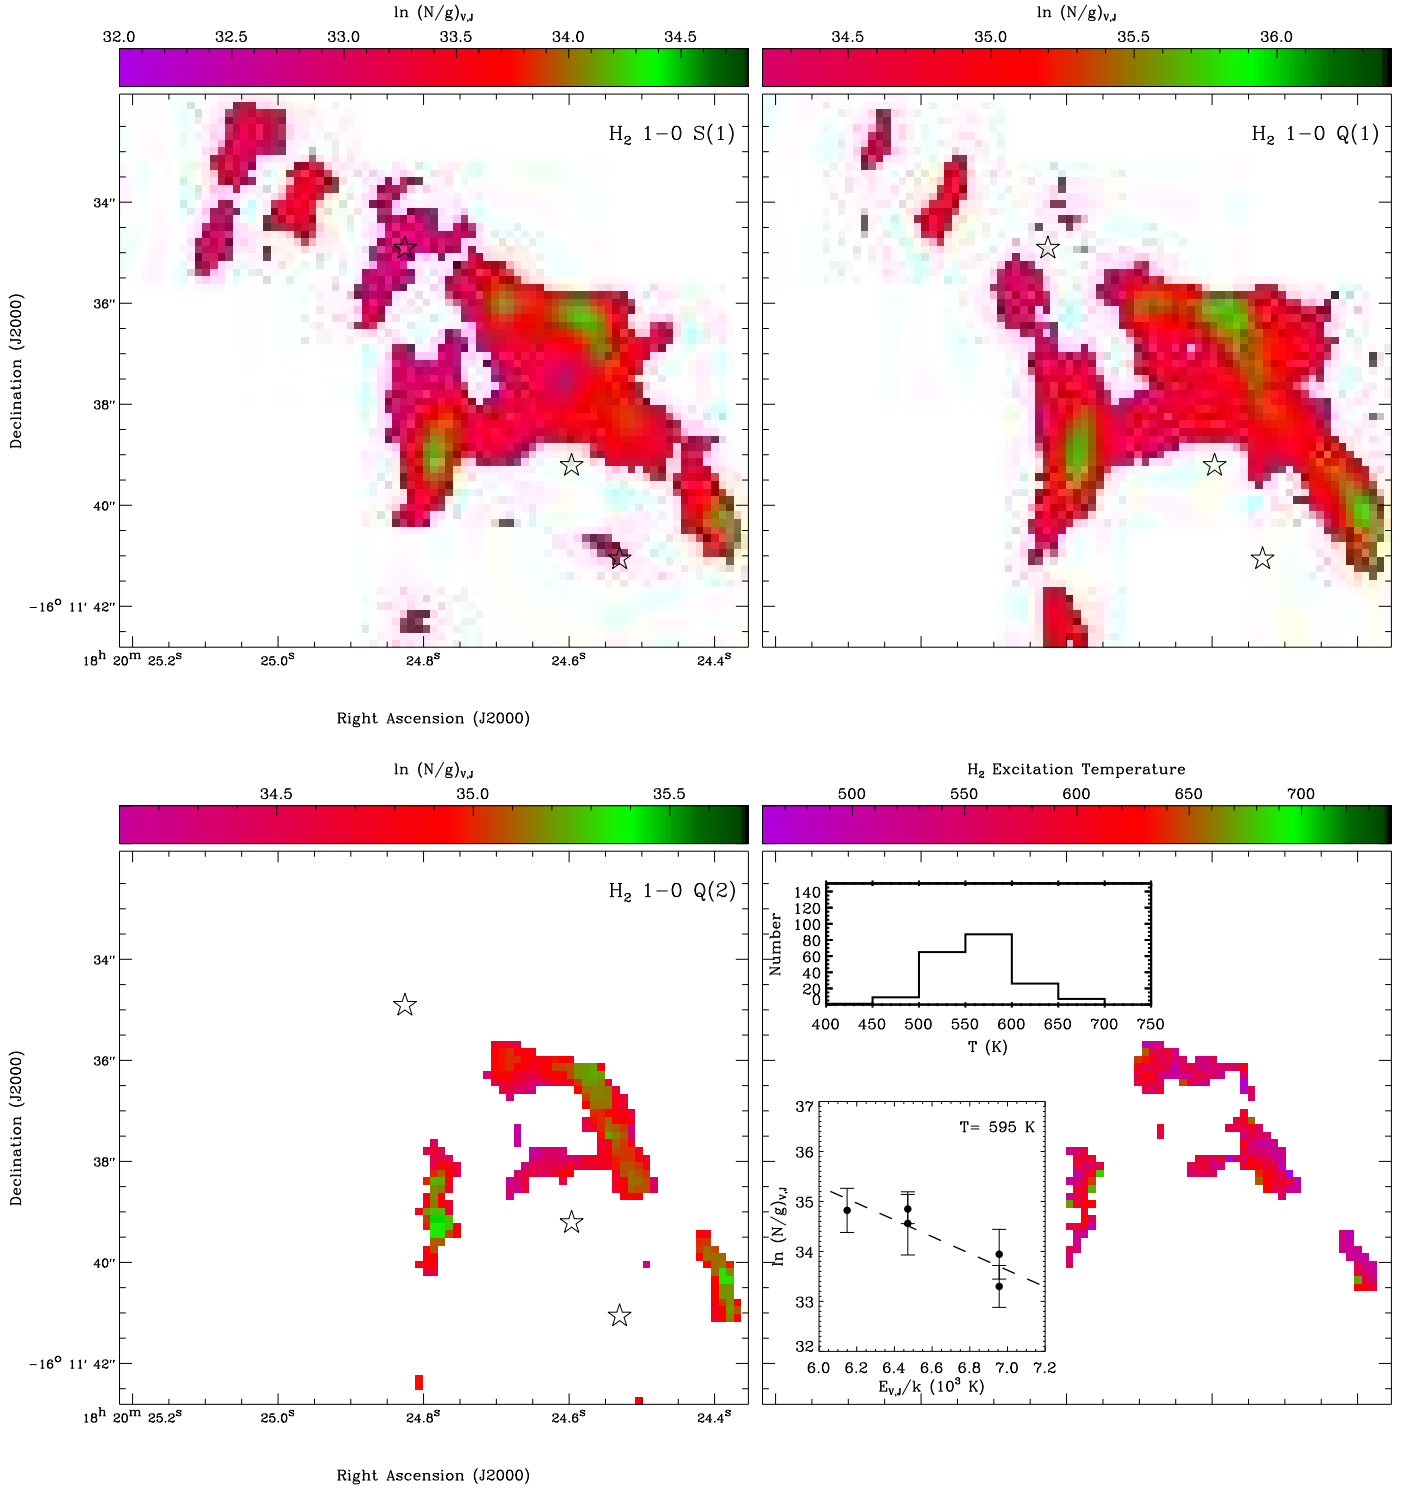 ln (N/g)V,J
ln (N/g)V,J
32.0 32.5 33.0 33.5 34.0 34.5
34.5 35.0 35.5 36.0
H2 1−0 S(1)
H2 1−0 Q(1)
34″
36″
38″
40″
−16° 11′ 42″
Declination (J2000)
18h 20m 25.2s 25.0s 24.8s 24.6s 24.4s
Right Ascension (J2000)
ln (N/g)V,J
H2 Excitation Temperature
34.5 35.0 35.5
500 550 600 650 700
H2 1−0 Q(2)
34″
36″
38″
40″
−16° 11′ 42″
Declination (J2000)
18h 20m 25.2s 25.0s 24.8s 24.6s 24.4s
Right Ascension (J2000)
140
120
100
80
60
40
20
0
Number
400 450 500 550 600 650 700 750
T (K)
37
36
35
34
33
32
ln (N/g)V,J
T= 595 K
6.0 6.2 6.4 6.6 6.8 7.0 7.2
EV,J/k (10³ K)